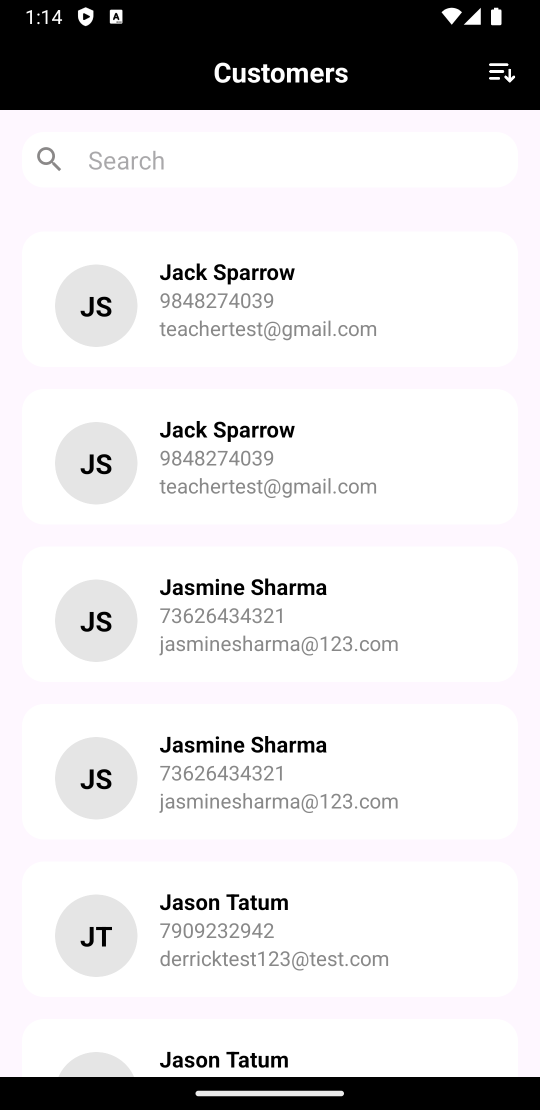 1:14
Customers
Search
JS
Jack Sparrow
9848274039
teachertest@gmail.com
JS
Jack Sparrow
9848274039
teachertest@gmail.com
JS
Jasmine Sharma
73626434321
jasminesharma@123.com
JS
Jasmine Sharma
73626434321
jasminesharma@123.com
JT
Jason Tatum
7909232942
derricktest123@test.com
Jason Tatum